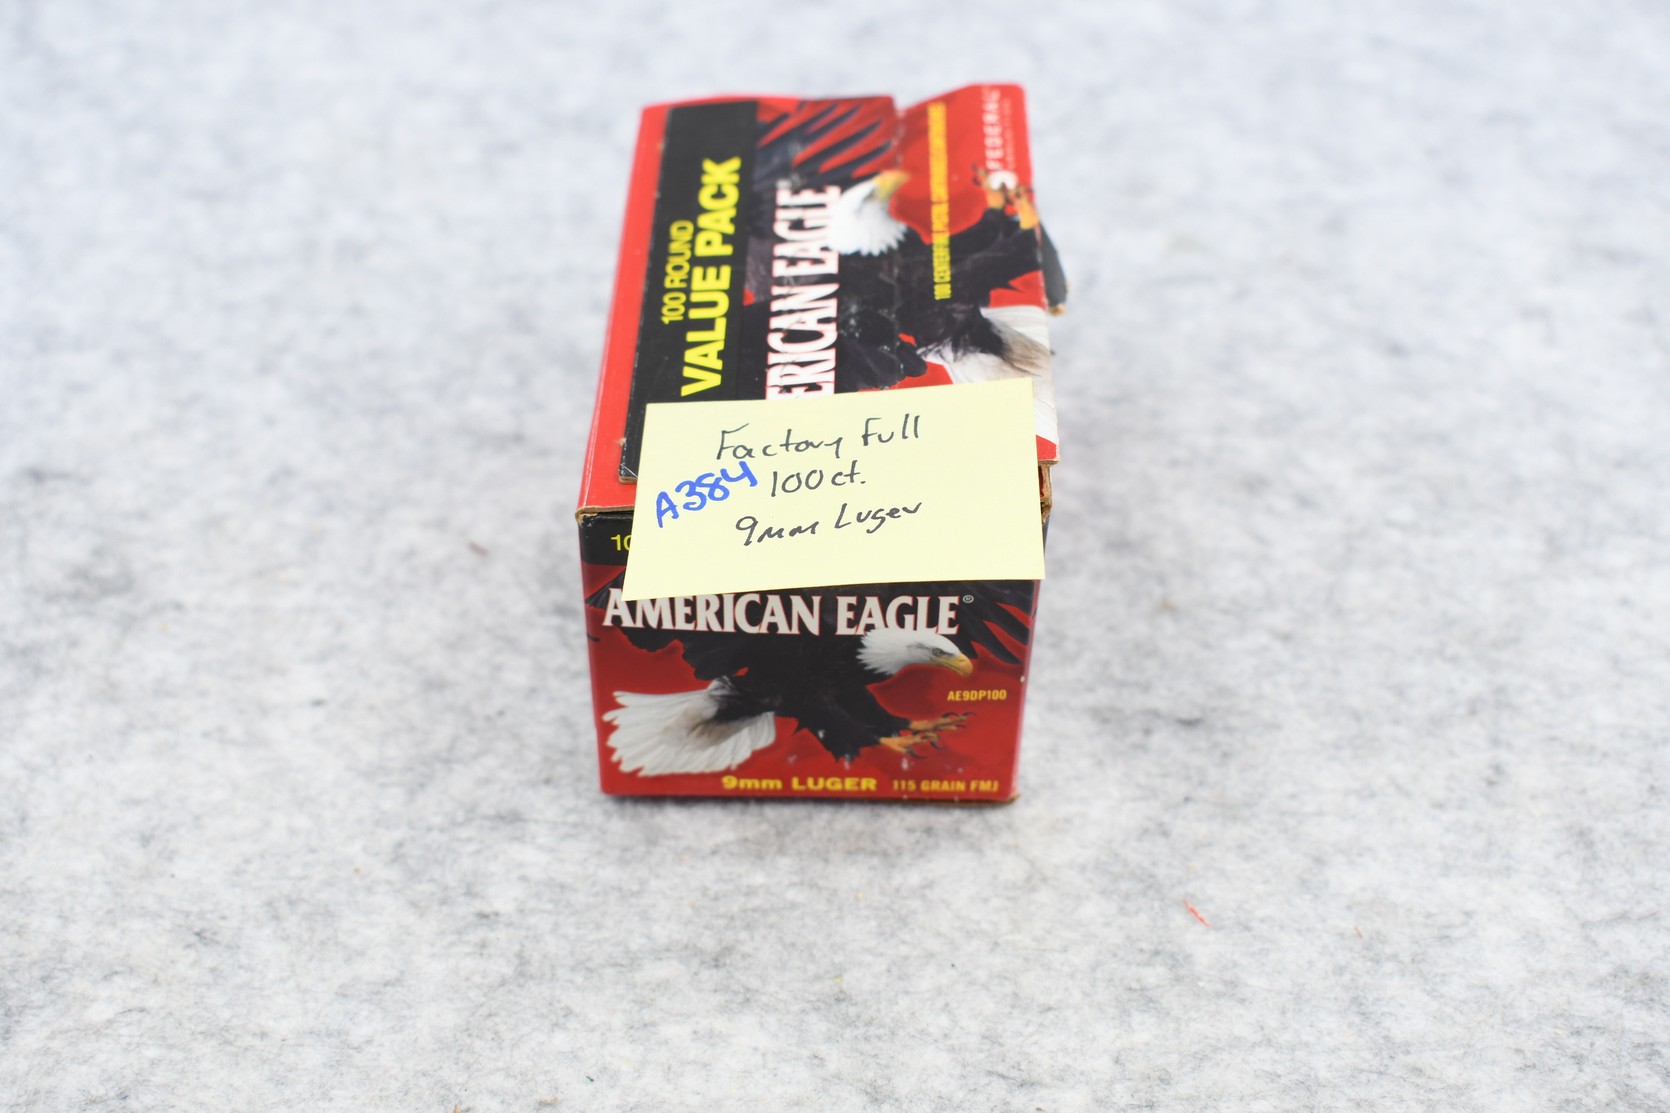 100 ROUND
VALUE PACK
ERICAN EAGLE
100 CENTERFIRE PISTOL CARTRIDGES
FEDERAL
Factory Full
A384 100 ct.
9mm Luger
10
AMERICAN EAGLE®
AE9DP100
9mm LUGER 115 GRAIN FMJ